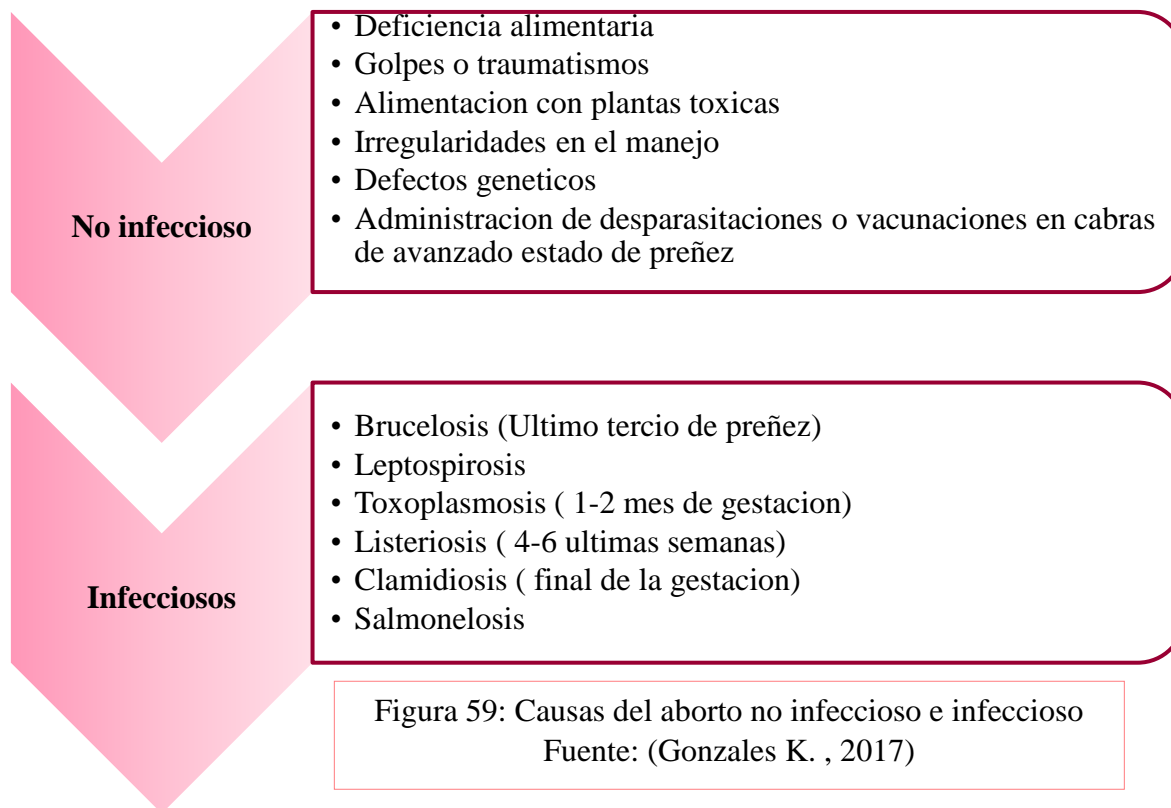 No infeccioso
• Deficiencia alimentaria
• Golpes o traumatismos
• Alimentacion con plantas toxicas
• Irregularidades en el manejo
• Defectos geneticos
• Administracion de desparasitaciones o vacunaciones en cabras
de avanzado estado de preñez
Infecciosos
• Brucelosis (Ultimo tercio de preñez)
• Leptospirosis
• Toxoplasmosis ( 1-2 mes de gestacion)
• Listeriosis ( 4-6 ultimas semanas)
• Clamidiosis ( final de la gestacion)
• Salmonelosis
Figura 59: Causas del aborto no infeccioso e infeccioso
Fuente: (Gonzales K. , 2017)